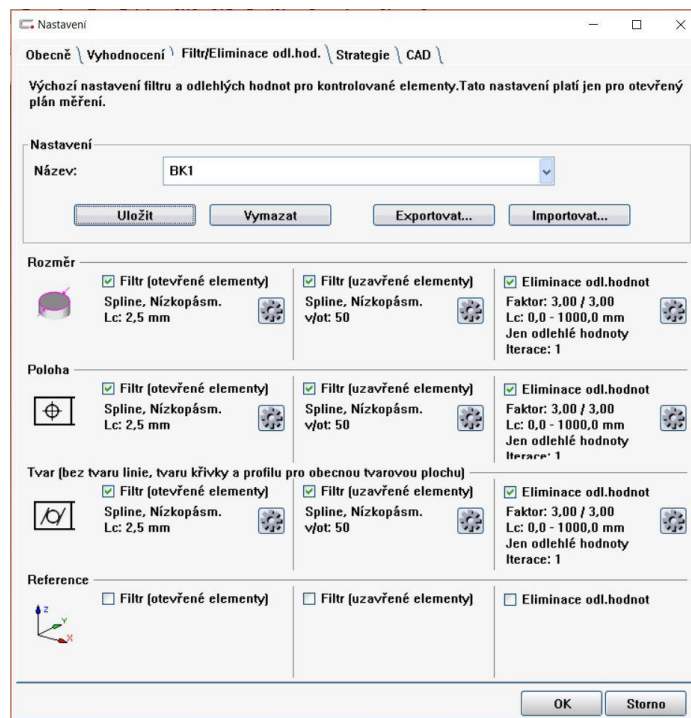 Nastavení
Obecně \ Vyhodnocení \ Filtr/Eliminace odl.hod. \ Strategie \ CAD \
Výchozí nastavení filtru a odlehlých hodnot pro kontrolované elementy.Tato nastavení platí jen pro otevřený
plán měření.
Nastavení
Název: BK1
Uložit Vymazat Exportovat... Importovat...
Rozměr
Filtr (otevřené elementy)
Spline, Nízkopásm.
Lc: 2,5 mm
Filtr (uzavřené elementy)
Spline, Nízkopásm.
v/ot: 50
Eliminace odl.hodnot
Faktor: 3,00 / 3,00
Lc: 0,0 - 1000,0 mm
Jen odlehlé hodnoty
Iterace: 1
Poloha
Filtr (otevřené elementy)
Spline, Nízkopásm.
Lc: 2,5 mm
Filtr (uzavřené elementy)
Spline, Nízkopásm.
v/ot: 50
Eliminace odl.hodnot
Faktor: 3,00 / 3,00
Lc: 0,0 - 1000,0 mm
Jen odlehlé hodnoty
Iterace: 1
Tvar (bez tvaru linie, tvaru křivky a profilu pro obecnou tvarovou plochu)
Filtr (otevřené elementy)
Spline, Nízkopásm.
Lc: 2,5 mm
Filtr (uzavřené elementy)
Spline, Nízkopásm.
v/ot: 50
Eliminace odl.hodnot
Faktor: 3,00 / 3,00
Lc: 0,0 - 1000,0 mm
Jen odlehlé hodnoty
Iterace: 1
Reference
Z
Y
X
Filtr (otevřené elementy)
Filtr (uzavřené elementy)
Eliminace odl.hodnot
OK Storno